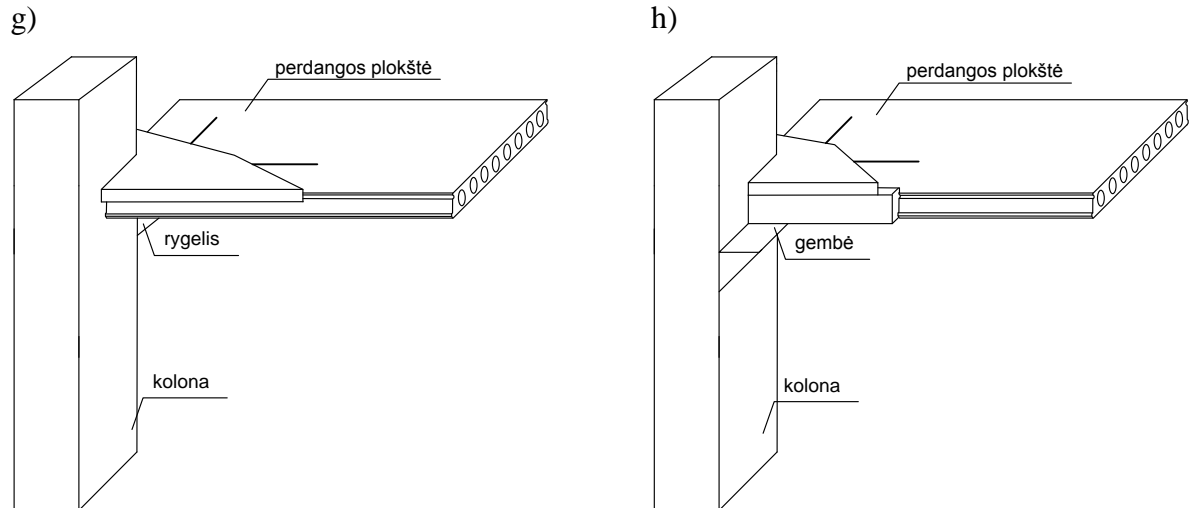 g)
perdangos plokštė
rygelis
kolona
h)
perdangos plokštė
gembė
kolona